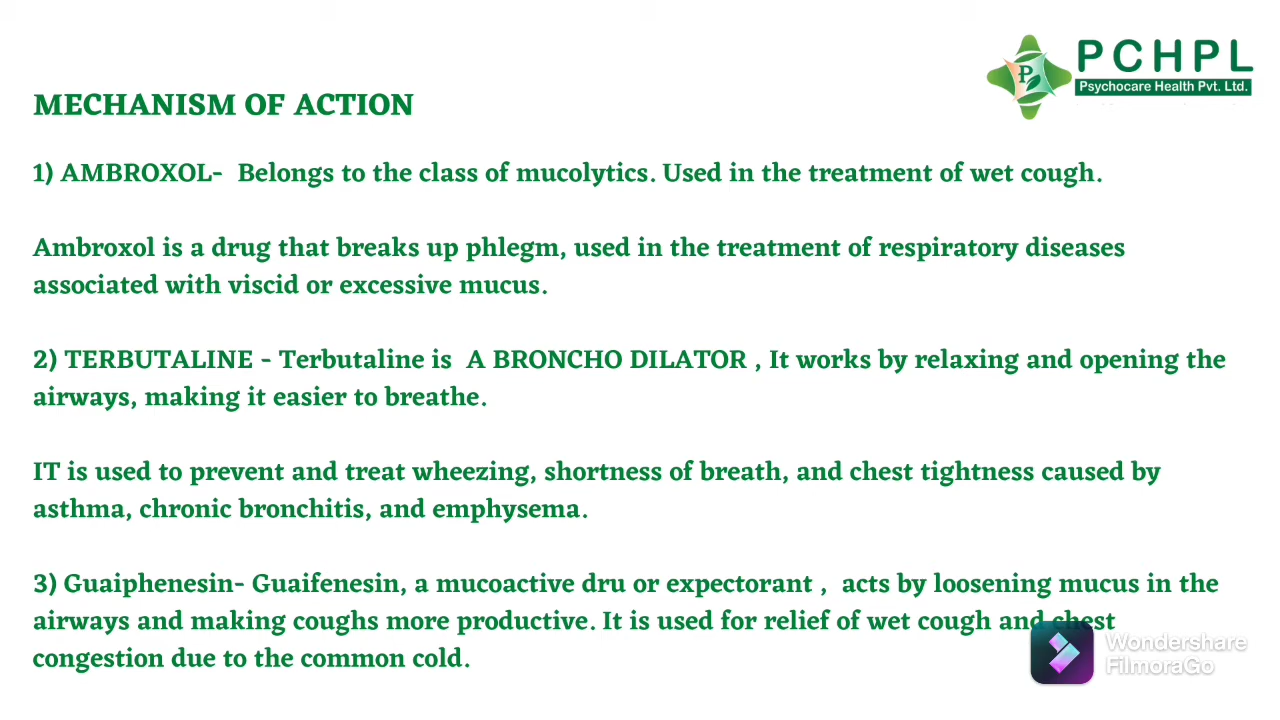 PCHPL
Psychocare Health Pvt. Ltd.
MECHANISM OF ACTION
1) AMBROXOL-  Belongs to the class of mucolytics. Used in the treatment of wet cough.
Ambroxol is a drug that breaks up phlegm, used in the treatment of respiratory diseases
associated with viscid or excessive mucus.
2) TERBUTALINE - Terbutaline is  A BRONCHO DILATOR , It works by relaxing and opening the
airways, making it easier to breathe.
IT is used to prevent and treat wheezing, shortness of breath, and chest tightness caused by
asthma, chronic bronchitis, and emphysema.
3) Guaiphenesin- Guaifenesin, a mucoactive dru or expectorant ,  acts by loosening mucus in the
airways and making coughs more productive. It is used for relief of wet cough and chest
congestion due to the common cold.
Wondershare
FilmoraGo